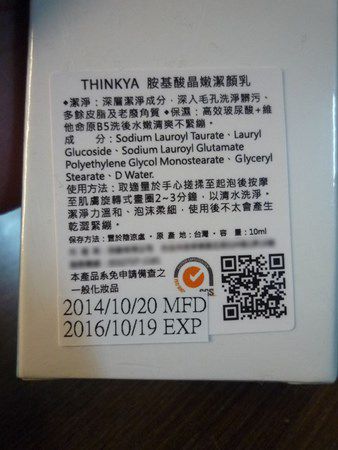 THINKYA 胺基酸晶嫩潔顏乳
◆潔淨：深層潔淨成分，深入毛孔洗淨髒污、
多餘皮脂及老廢角質 ◆保濕：高效玻尿酸+維
他命原B5洗後水嫩清爽不緊繃。
成 分：Sodium Lauroyl Taurate、Lauryl
Glucoside、Sodium Lauroyl Glutamate
Polyethylene Glycol Monostearate、Glyceryl
Stearate、D Water.
使用方法：取適量於手心搓揉至起泡後按摩
至肌膚旋轉式畫圈2~3分鐘，以清水洗淨。
潔淨力溫和、泡沫柔細，使用後不太會產生
乾澀緊繃。
保存方法：置於陰涼處。原 產 地：台灣。容 量：10ml
本產品系免申請備查之
一般化妝品
SGS
2014/10/20 MFD
2016/10/19 EXP